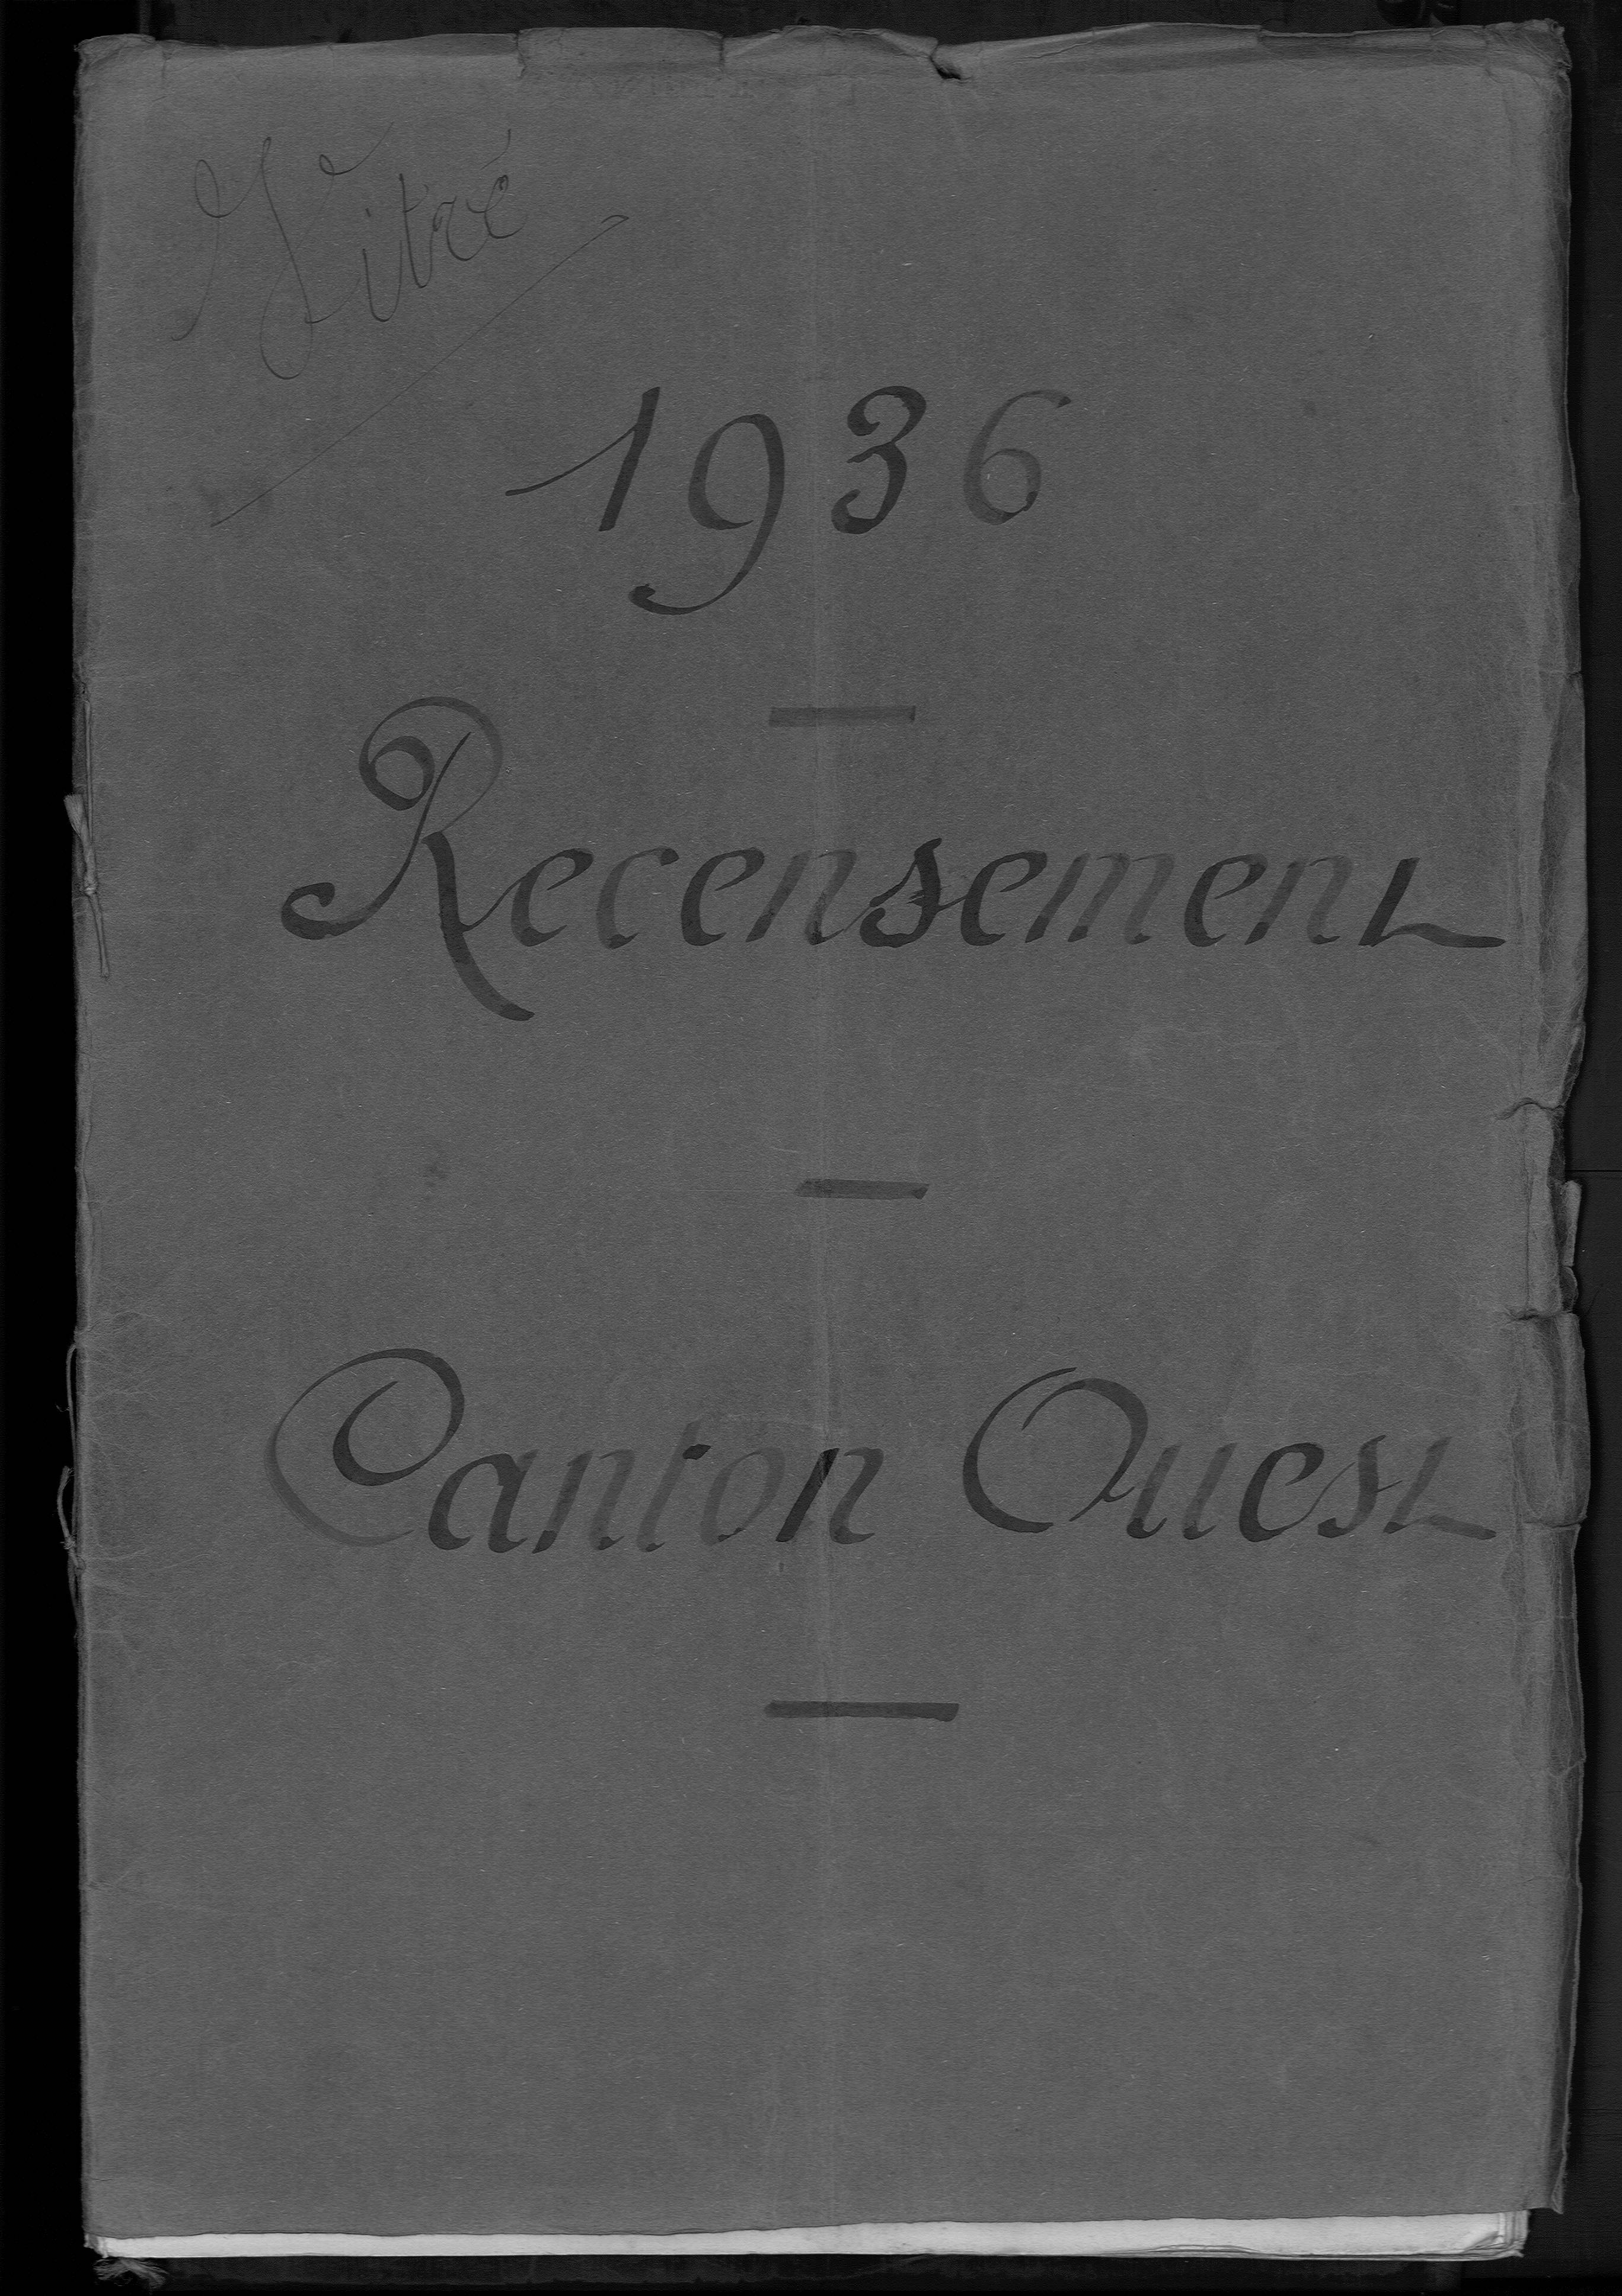 Vitré
1936
Recensement
Canton Ouest